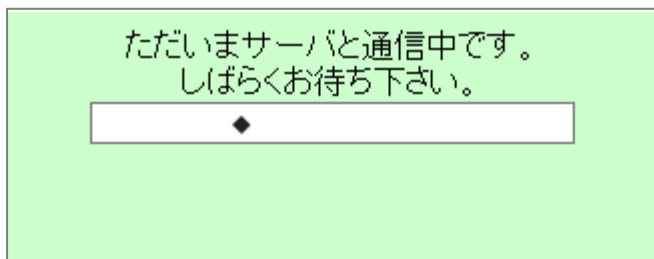 ただいまサーバと通信中です。
しばらくお待ち下さい。
◆